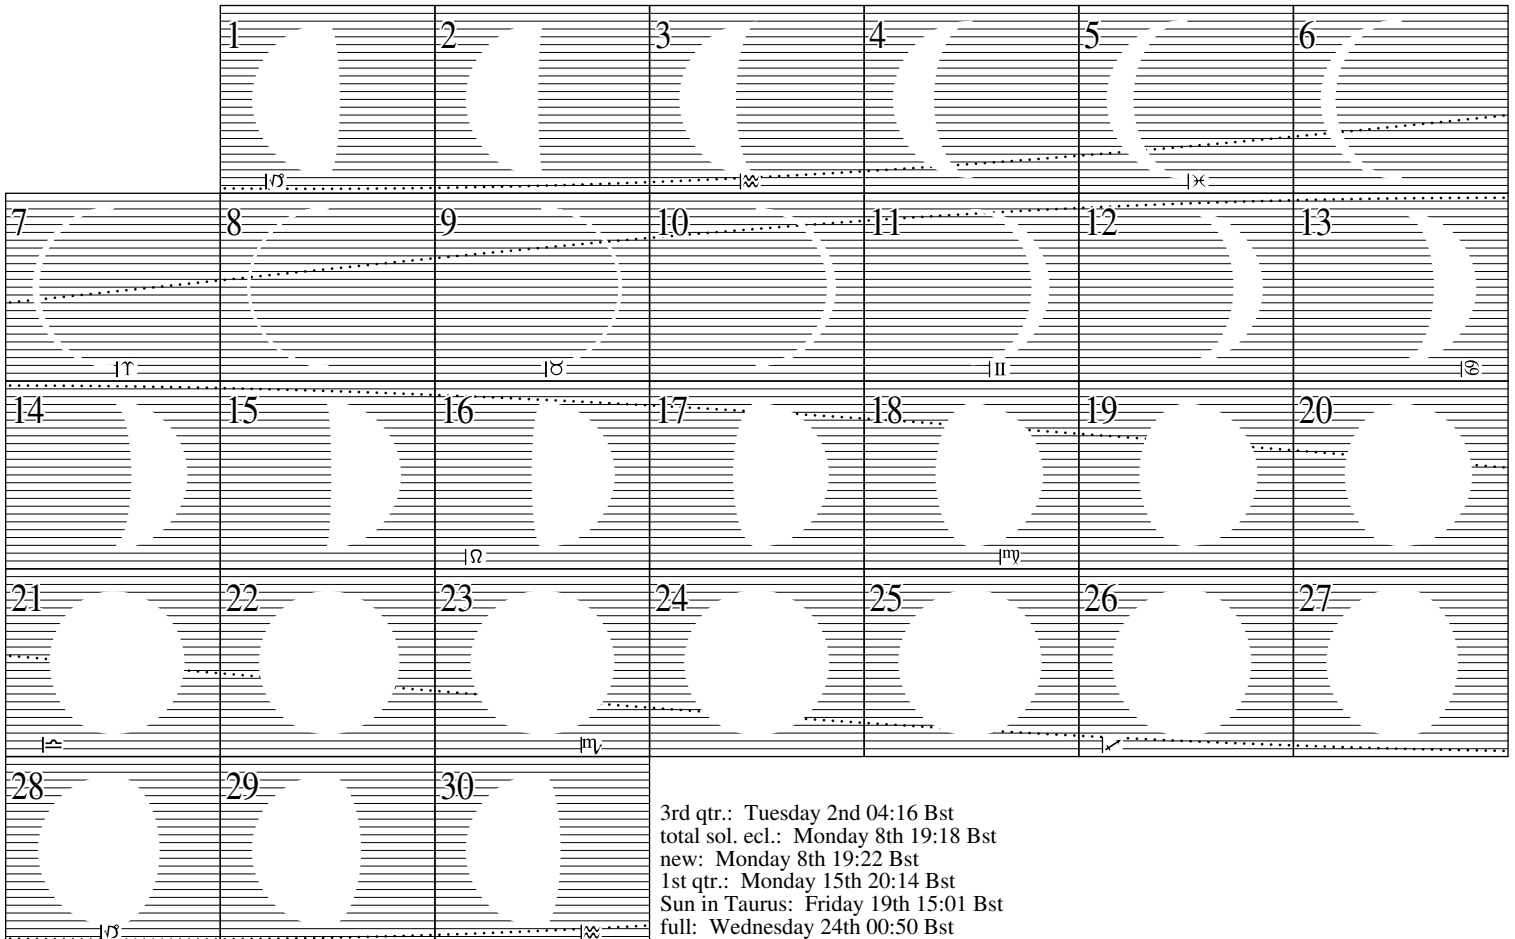 1 2 3 4 5 6
♑ ♒ ♓
7 8 9 10 11 12 13
♈ ♉ ♊ ♋
14 15 16 17 18 19 20
♌ ♍
21 22 23 24 25 26 27
♎ ♏ ♐
28 29 30
3rd qtr.: Tuesday 2nd 04:16 Bst
total sol. ecl.: Monday 8th 19:18 Bst
new: Monday 8th 19:22 Bst
1st qtr.: Monday 15th 20:14 Bst
Sun in Taurus: Friday 19th 15:01 Bst
full: Wednesday 24th 00:50 Bst
♑ ♒